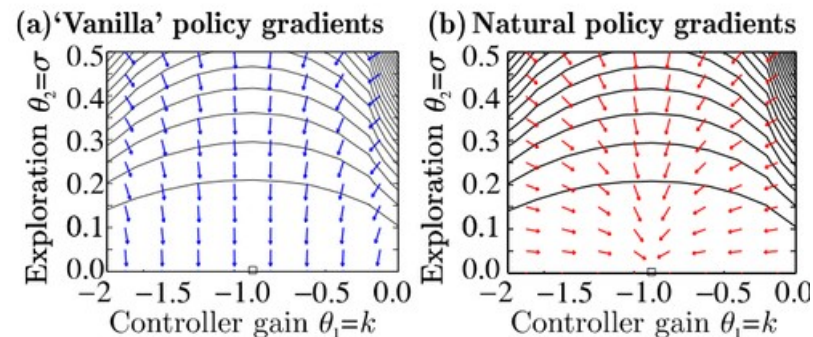 (a) 'Vanilla' policy gradients
Exploration θ₂=σ
0.5
0.4
0.3
0.2
0.1
0.0
−2 −1.5 −1.0 −0.5 0.0
Controller gain θ₁=k
(b) Natural policy gradients
Exploration θ₂=σ
0.5
0.4
0.3
0.2
0.1
0.0
−2 −1.5 −1.0 −0.5 0.0
Controller gain θ₁=k